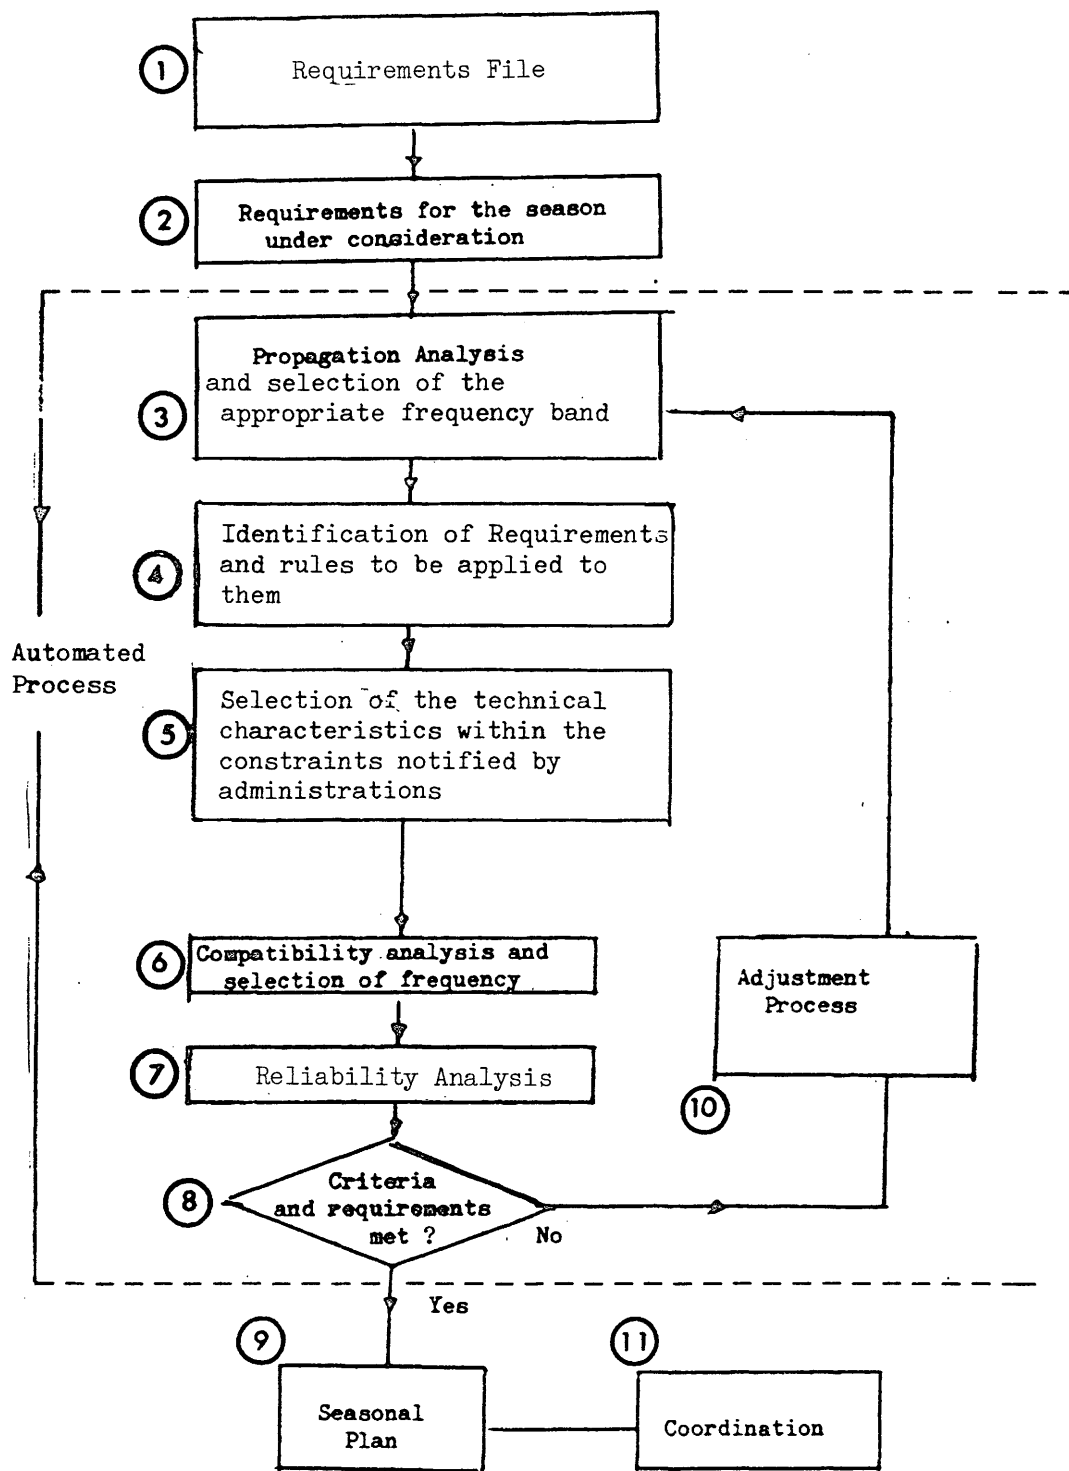 1
Requirements File
2
Requirements for the season
under consideration
3
Propagation Analysis
and selection of the
appropriate frequency band
4
Identification of Requirements
and rules to be applied to
them
Automated
Process
5
Selection of the technical
characteristics within the
constraints notified by
administrations
6
Compatibility analysis and
selection of frequency
Adjustment
Process
10
7
Reliability Analysis
8
Criteria
and requirements
met ?
No
Yes
9
11
Seasonal
Plan
Coordination